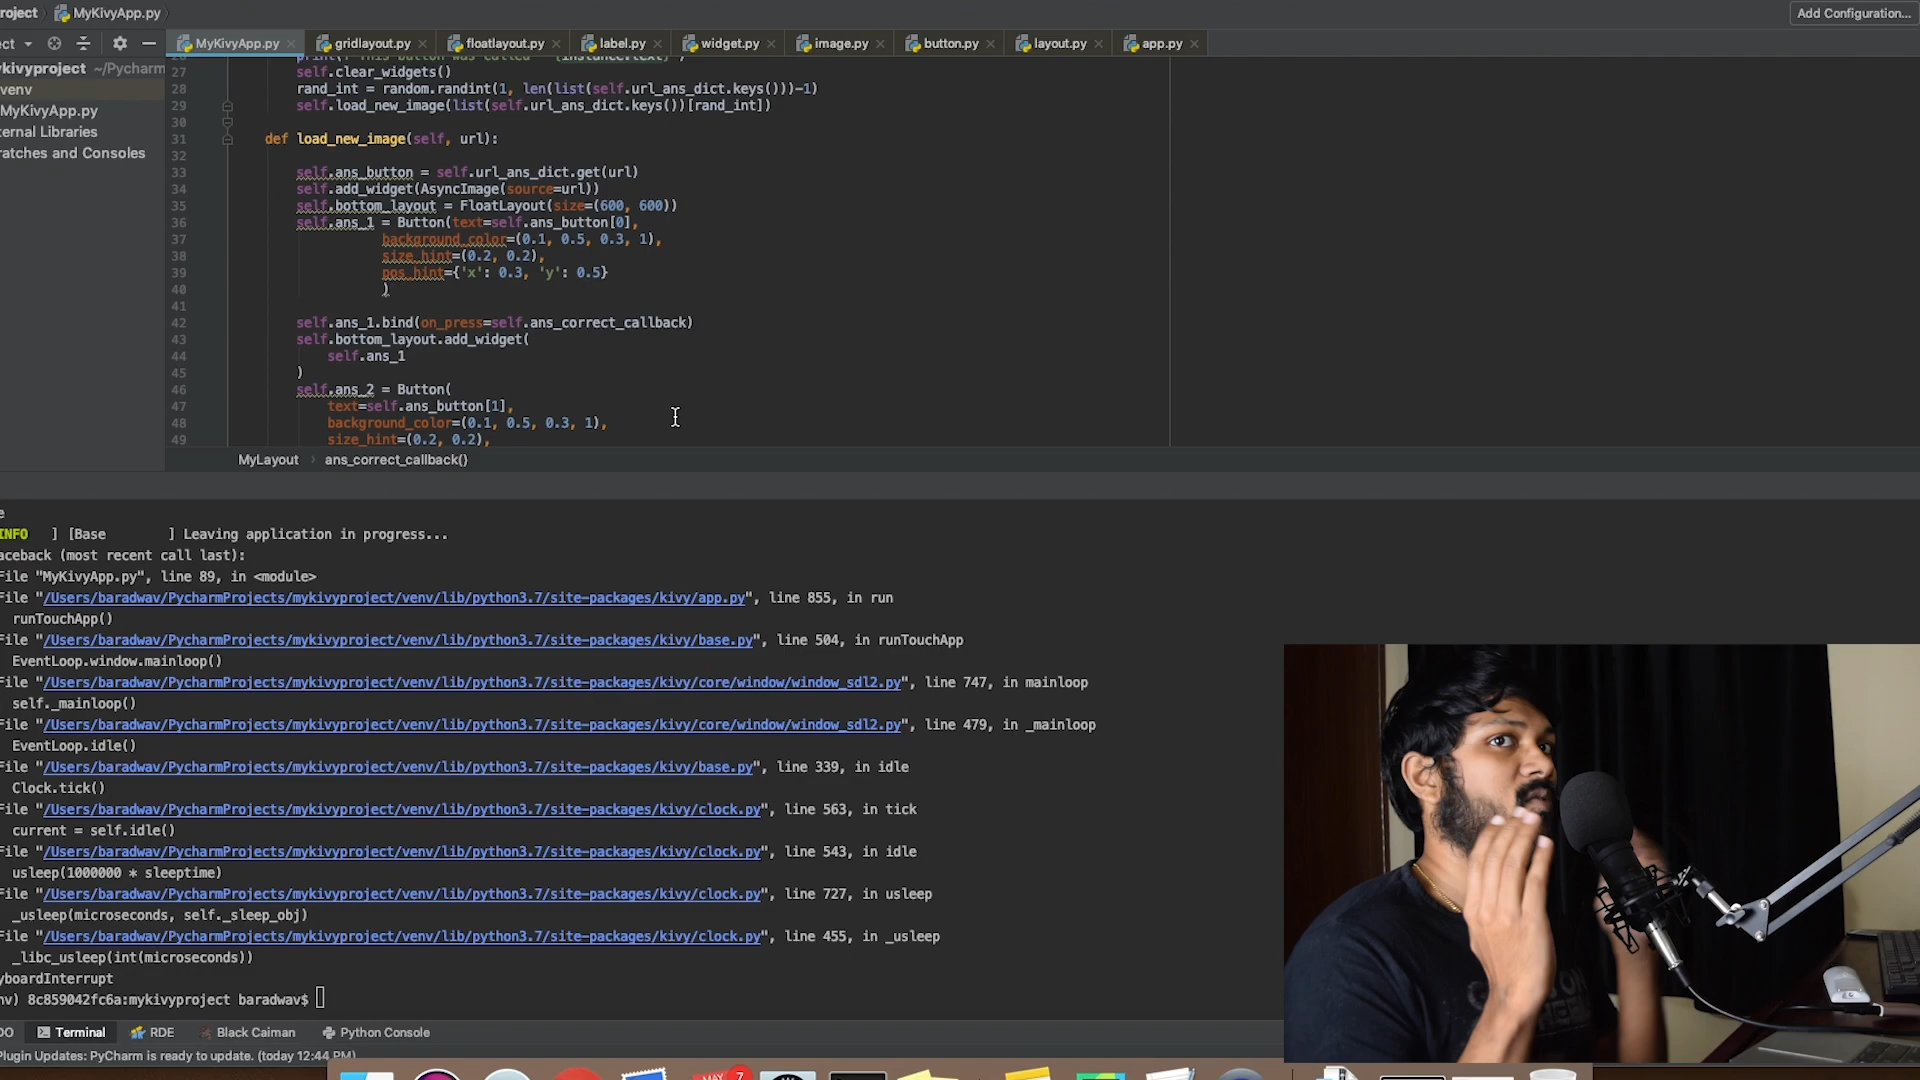 roject
MyKivyApp.py
Add Configuration...
ect
MyKivyApp.py
gridlayout.py
floatlayout.py
label.py
widget.py
image.py
button.py
layout.py
app.py
ykivyproject ~/Pycharm
venv
MyKivyApp.py
ternal Libraries
ratches and Consoles
27 self.clear_widgets()
28 rand_int = random.randint(1, len(list(self.url_ans_dict.keys()))-1)
29 self.load_new_image(list(self.url_ans_dict.keys())[rand_int])
30
31 def load_new_image(self, url):
32
33 self.ans_button = self.url_ans_dict.get(url)
34 self.add_widget(AsyncImage(source=url))
35 self.bottom_layout = FloatLayout(size=(600, 600))
36 self.ans_1 = Button(text=self.ans_button[0],
37 background_color=(0.1, 0.5, 0.3, 1),
38 size_hint=(0.2, 0.2),
39 pos_hint={'x': 0.3, 'y': 0.5}
40 )
41
42 self.ans_1.bind(on_press=self.ans_correct_callback)
43 self.bottom_layout.add_widget(
44 self.ans_1
45 )
46 self.ans_2 = Button(
47 text=self.ans_button[1],
48 background_color=(0.1, 0.5, 0.3, 1),
49 size_hint=(0.2, 0.2),
MyLayout › ans_correct_callback()
e
INFO ] [Base ] Leaving application in progress...
aceback (most recent call last):
File "MyKivyApp.py", line 89, in <module>
File "/Users/baradwav/PycharmProjects/mykivyproject/venv/lib/python3.7/site-packages/kivy/app.py", line 855, in run
runTouchApp()
File "/Users/baradwav/PycharmProjects/mykivyproject/venv/lib/python3.7/site-packages/kivy/base.py", line 504, in runTouchApp
EventLoop.window.mainloop()
File "/Users/baradwav/PycharmProjects/mykivyproject/venv/lib/python3.7/site-packages/kivy/core/window/window_sdl2.py", line 747, in mainloop
self._mainloop()
File "/Users/baradwav/PycharmProjects/mykivyproject/venv/lib/python3.7/site-packages/kivy/core/window/window_sdl2.py", line 479, in _mainloop
EventLoop.idle()
File "/Users/baradwav/PycharmProjects/mykivyproject/venv/lib/python3.7/site-packages/kivy/base.py", line 339, in idle
Clock.tick()
File "/Users/baradwav/PycharmProjects/mykivyproject/venv/lib/python3.7/site-packages/kivy/clock.py", line 563, in tick
current = self.idle()
File "/Users/baradwav/PycharmProjects/mykivyproject/venv/lib/python3.7/site-packages/kivy/clock.py", line 543, in idle
usleep(1000000 * sleeptime)
File "/Users/baradwav/PycharmProjects/mykivyproject/venv/lib/python3.7/site-packages/kivy/clock.py", line 727, in usleep
_usleep(microseconds, self._sleep_obj)
File "/Users/baradwav/PycharmProjects/mykivyproject/venv/lib/python3.7/site-packages/kivy/clock.py", line 455, in _usleep
_libc_usleep(int(microseconds))
yboardInterrupt
nv) 8c859042fc6a:mykivyproject baradwav$
DO
Terminal
RDE
Black Caiman
Python Console
Plugin Updates: PyCharm is ready to update. (today 12:44 PM)
MAY
7